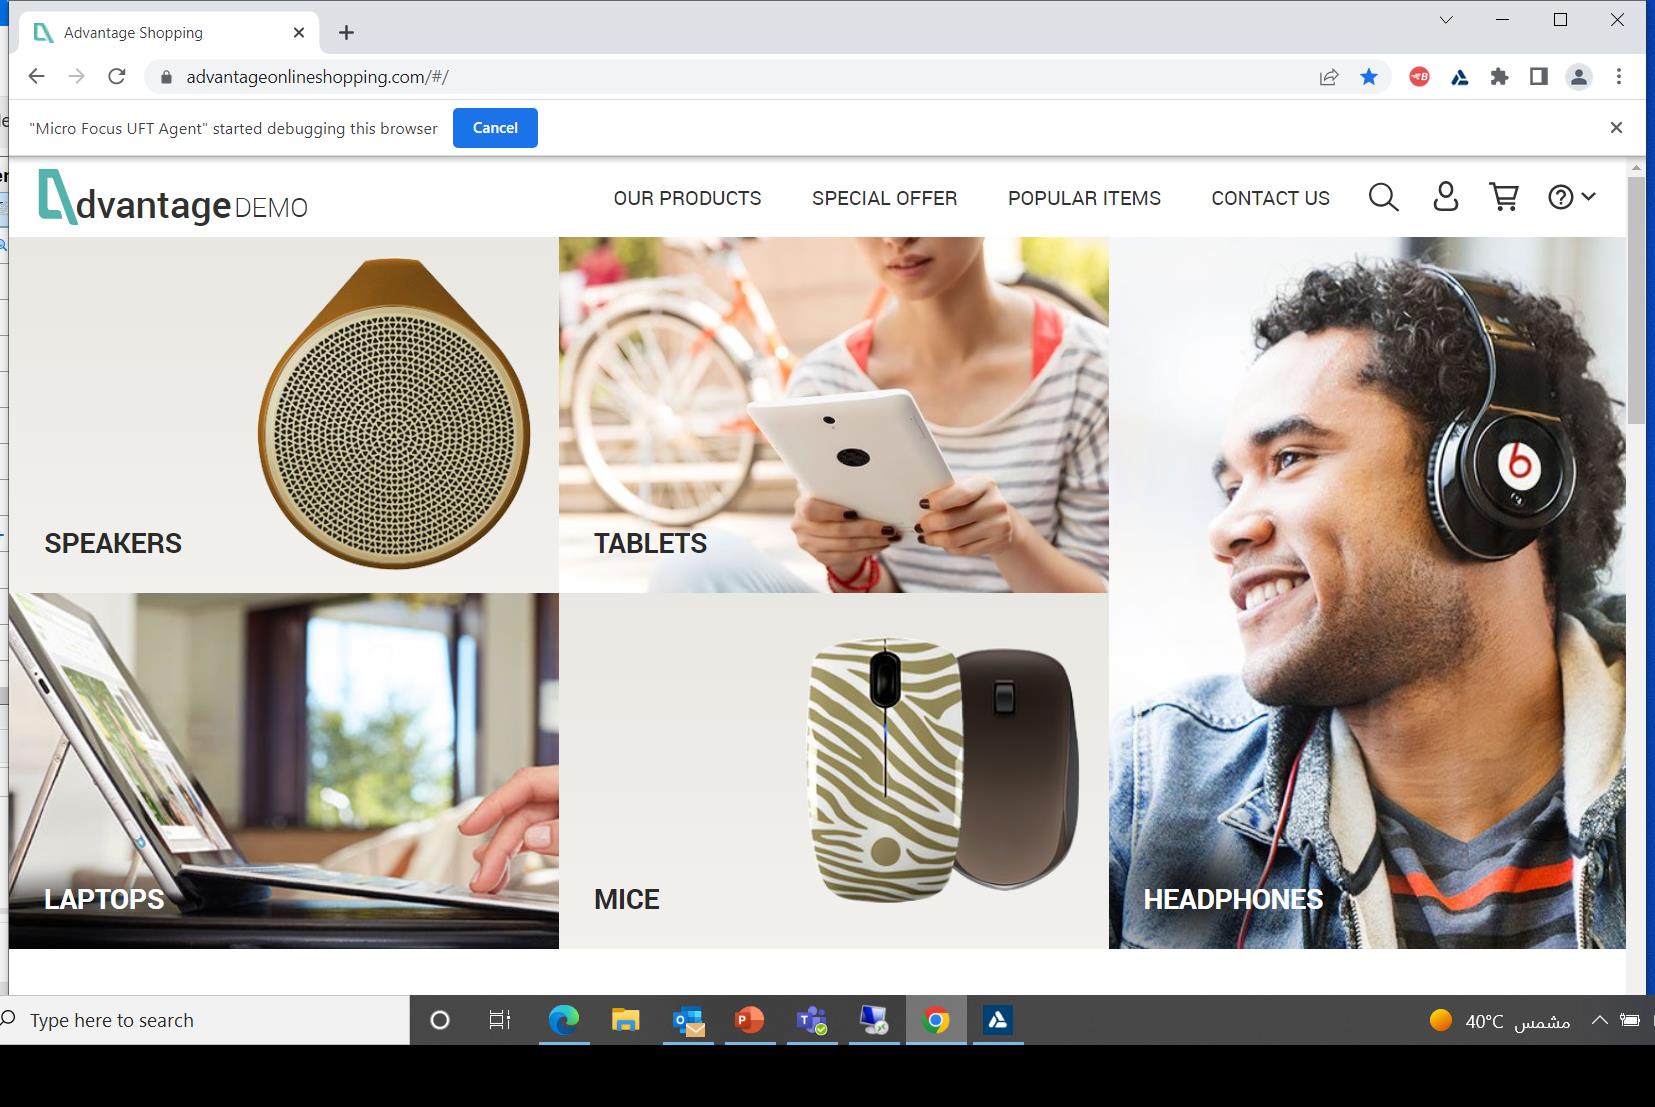 Advantage Shopping
advantageonlineshopping.com/#/
"Micro Focus UFT Agent" started debugging this browser
Cancel
Advantage DEMO
OUR PRODUCTS
SPECIAL OFFER
POPULAR ITEMS
CONTACT US
SPEAKERS
TABLETS
LAPTOPS
MICE
HEADPHONES
Type here to search
40°C مشمس